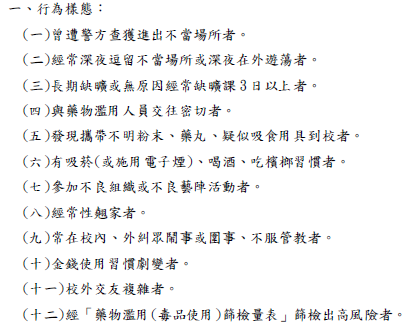 一、行為樣態：
(一)曾遭警方查獲進出不當場所者。
(二)經常深夜逗留不當場所或深夜在外遊蕩者。
(三)長期缺曠或無原因經常缺曠課3日以上者。
(四)與藥物濫用人員交往密切者。
(五)發現攜帶不明粉末、藥丸、疑似吸食用具到校者。
(六)有吸菸(或施用電子煙)、喝酒、吃檳榔習慣者。
(七)參加不良組織或不良藝陣活動者。
(八)經常性翹家者。
(九)常在校內、外糾眾鬧事或圍事、不服管教者。
(十)金錢使用習慣劇變者。
(十一)校外交友複雜者。
(十二)經「藥物濫用(毒品使用)篩檢量表」篩檢出高風險者。